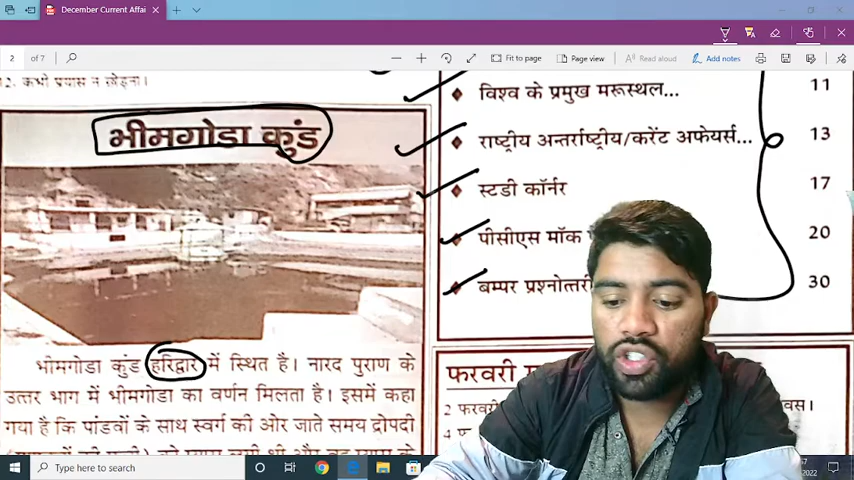 December Current Affai
2 of 7
Fit to page
Page view
Read aloud
Add notes
12. कभी प्रयास न छोड़ना।
भीमगोडा कुंड
भीमगोडा कुंड हरिद्वार में स्थित है। नारद पुराण के
उत्तर भाग में भीमगोडा का वर्णन मिलता है। इसमें कहा
गया है कि पांडवों के साथ स्वर्ग की ओर जाते समय द्रोपदी
विश्व के प्रमुख मरूस्थल... 11
राष्ट्रीय अन्तर्राष्ट्रीय/करेंट अफेयर्स... 13
स्टडी कॉर्नर 17
पीसीएस मॉक 20
बम्पर प्रश्नोत्तरी 30
फरवरी
2 फरवरी
4
Type here to search
2022